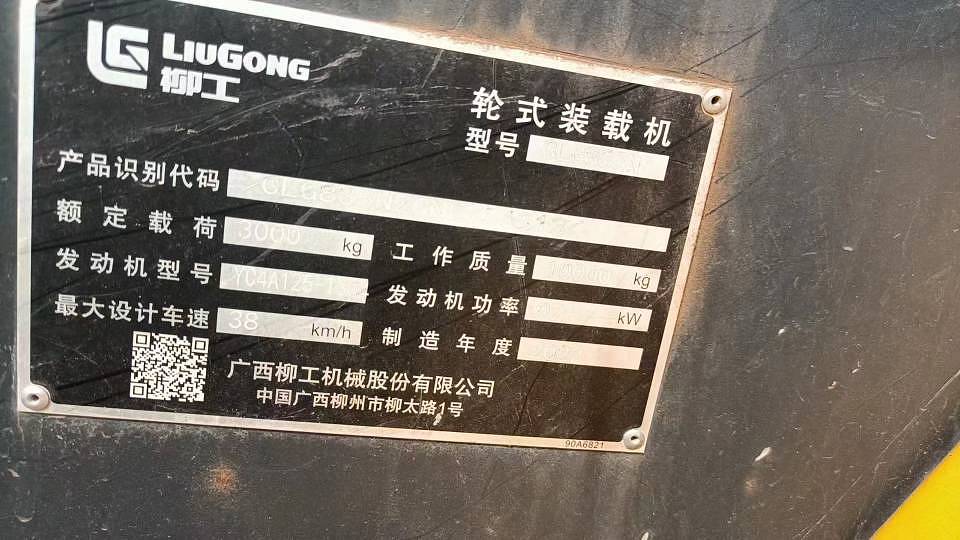 LIUGONG
柳工
轮式装载机
型号
产品识别代码
额定载荷 3000 kg
工作质量 kg
发动机型号 YC4A125-
发动机功率 kW
最大设计车速 38 km/h
制造年度
广西柳工机械股份有限公司
中国广西柳州市柳太路1号
90A6821